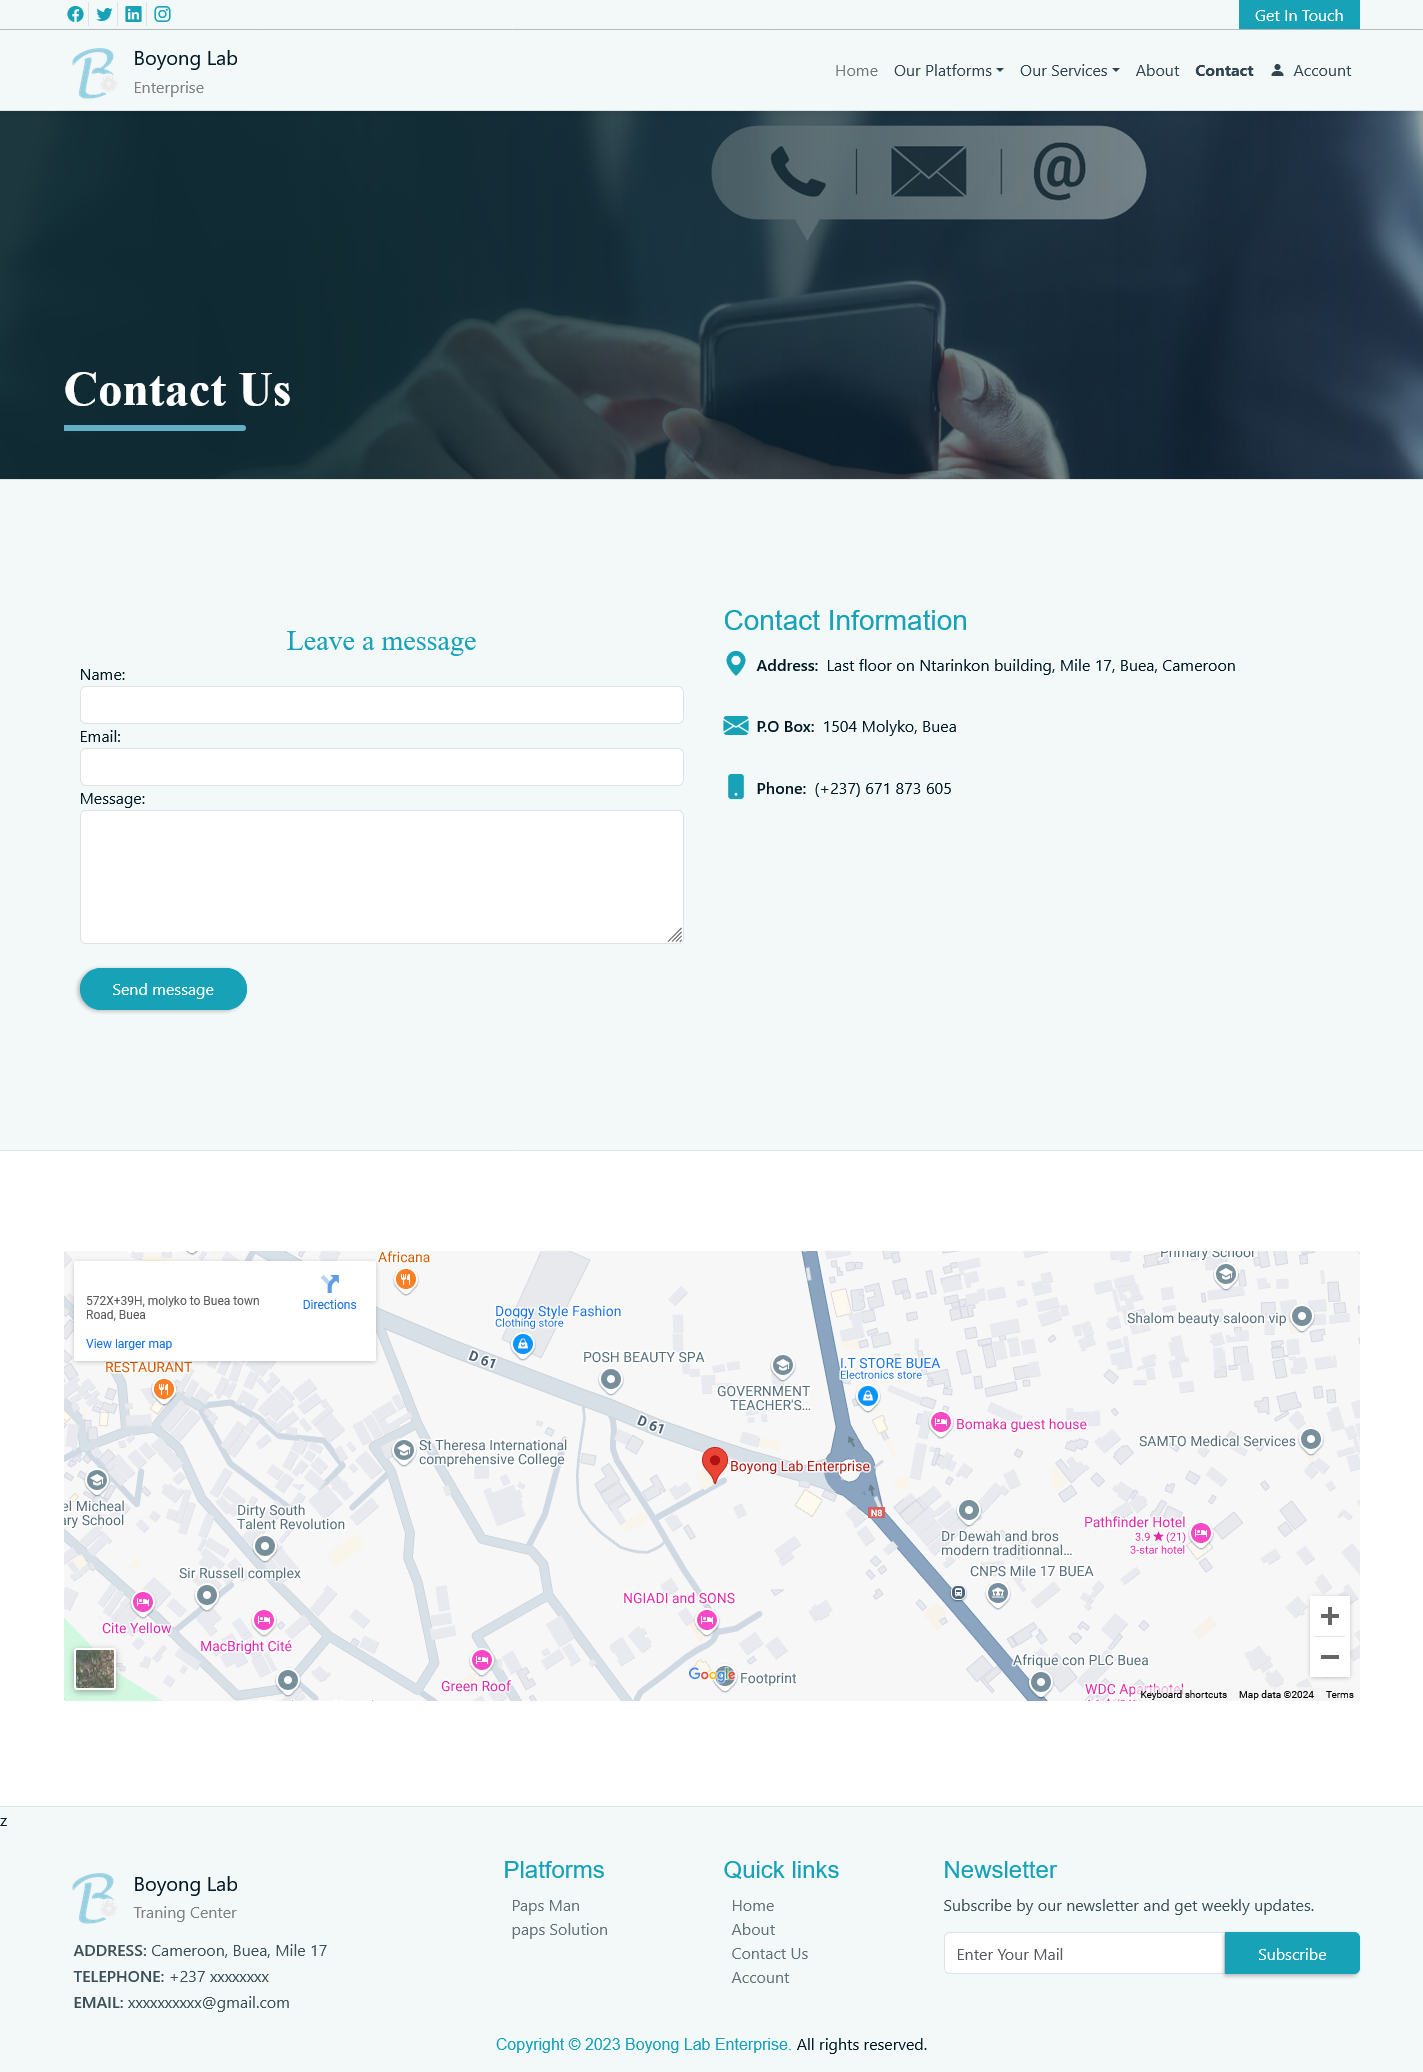 Get In Touch
Boyong Lab
Enterprise
Home Our Platforms Our Services About Contact Account
@
Contact Us
Leave a message
Name:
Email:
Message:
Send message
Contact Information
Address: Last floor on Ntarinkon building, Mile 17, Buea, Cameroon
P.O Box: 1504 Molyko, Buea
Phone: (+237) 671 873 605
572X+39H, molyko to Buea town
Road, Buea
Directions
View larger map
Africana
RESTAURANT
Doggy Style Fashion
Clothing store
D 61
POSH BEAUTY SPA
GOVERNMENT
TEACHER'S...
I.T STORE BUEA
Electronics store
Primary School
Shalom beauty saloon vip
D 61
Bomaka guest house
SAMTO Medical Services
St Theresa International
comprehensive College
Boyong Lab Enterprise
el Micheal
ary School
Dirty South
Talent Revolution
N8
Dr Dewah and bros
modern traditionnal...
Pathfinder Hotel
3.9 ★ (21)
3-star hotel
CNPS Mile 17 BUEA
Sir Russell complex
Cite Yellow
MacBright Cité
NGIADI and SONS
Green Roof
Google
Footprint
Afrique con PLC Buea
WDC Aparthotel
Keyboard shortcuts Map data ©2024 Terms
z
Boyong Lab
Traning Center
ADDRESS: Cameroon, Buea, Mile 17
TELEPHONE: +237 xxxxxxxx
EMAIL: xxxxxxxxxx@gmail.com
Platforms
Paps Man
paps Solution
Quick links
Home
About
Contact Us
Account
Newsletter
Subscribe by our newsletter and get weekly updates.
Enter Your Mail
Subscribe
Copyright © 2023 Boyong Lab Enterprise. All rights reserved.